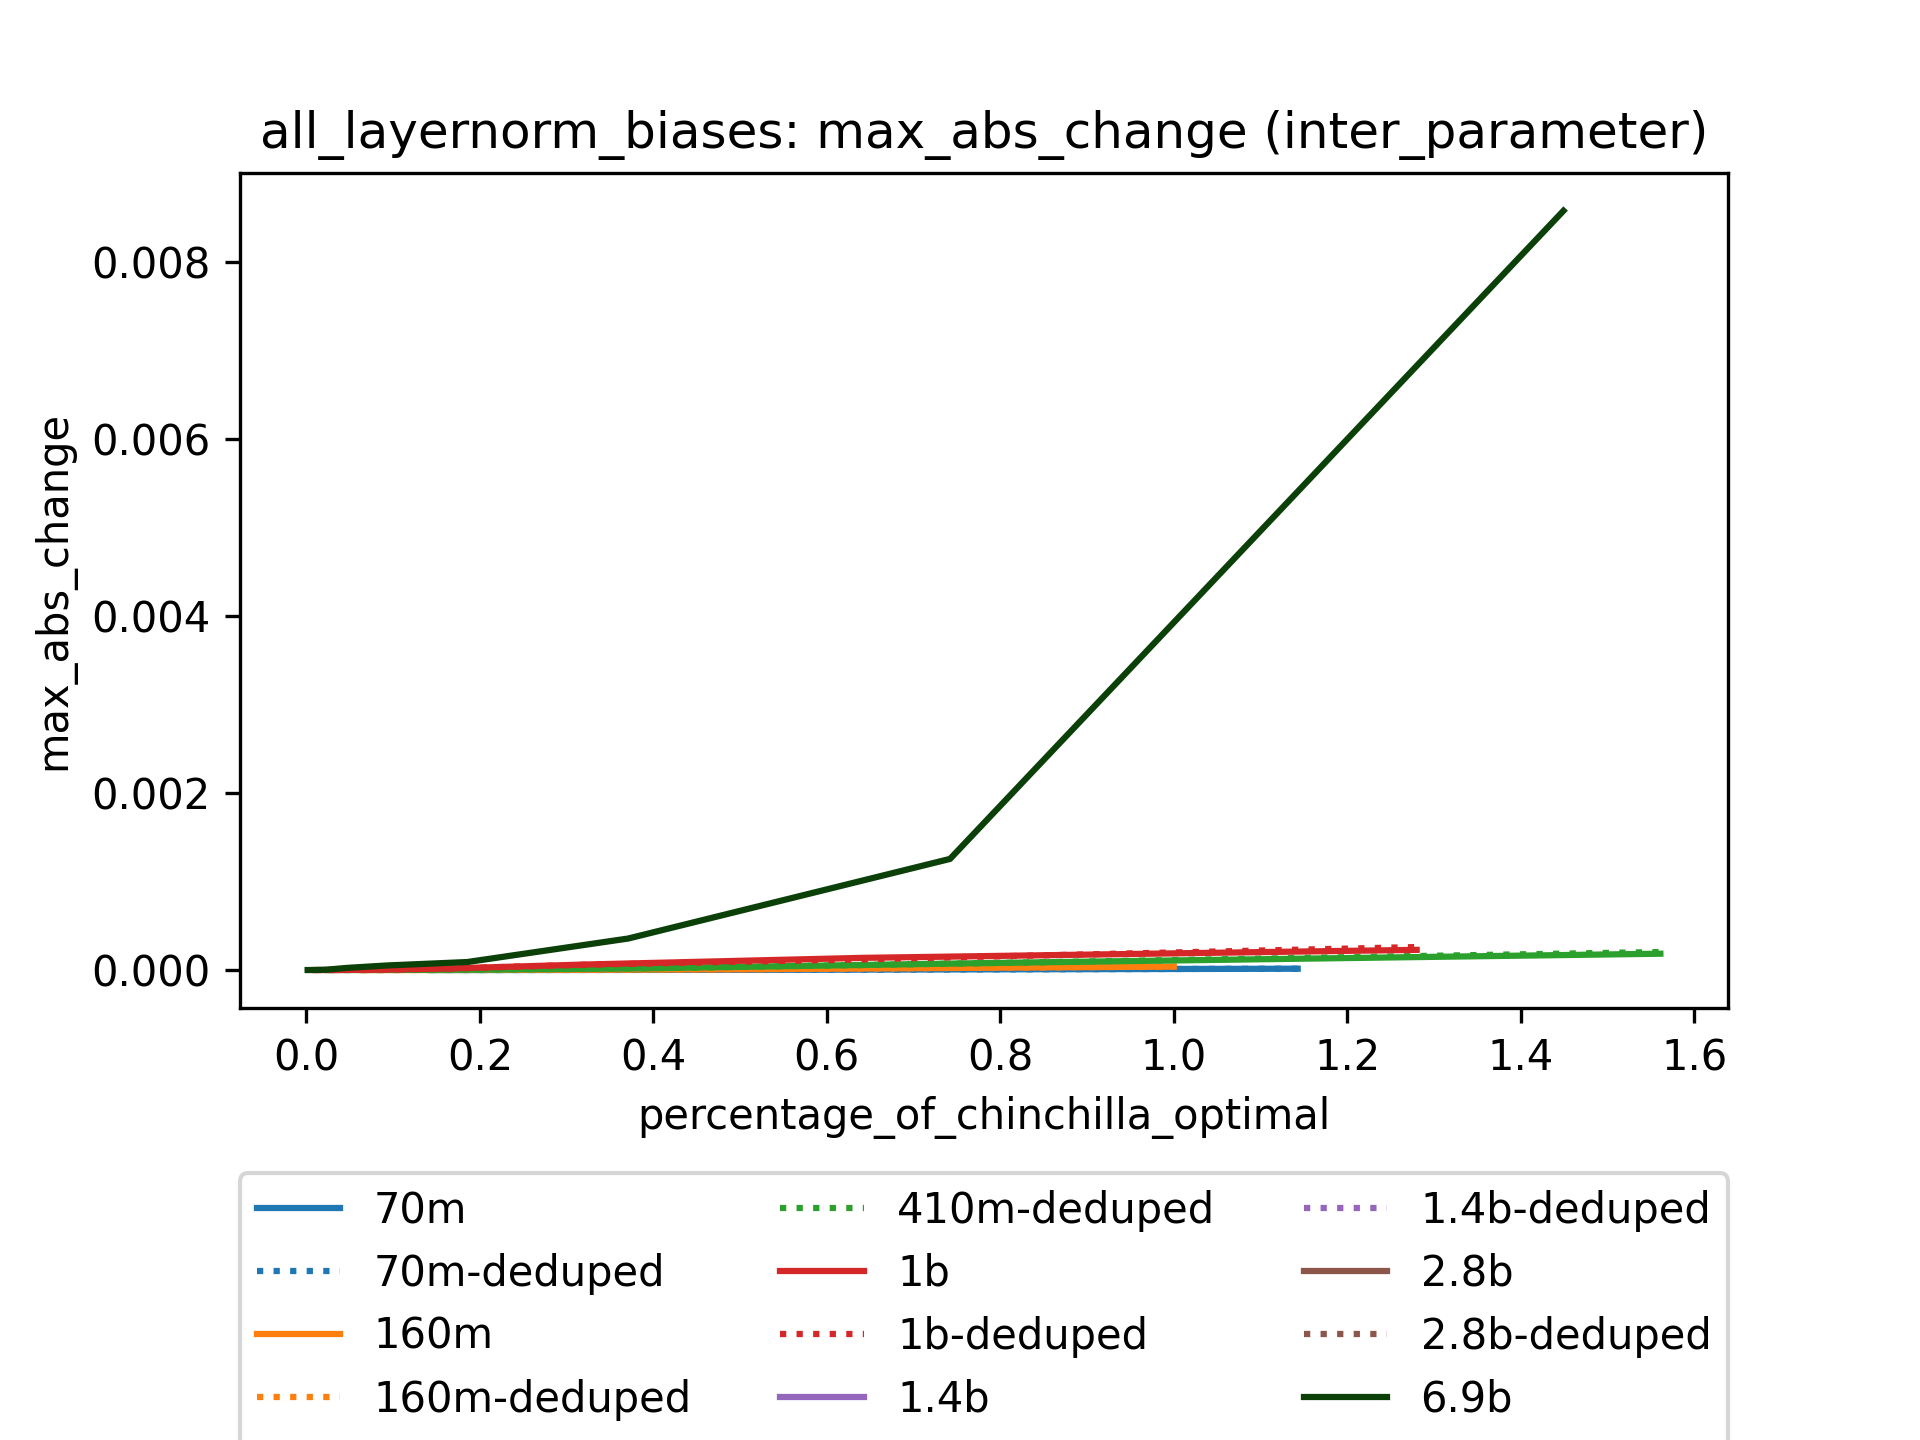 all_layernorm_biases: max_abs_change (inter_parameter)
max_abs_change
0.008
0.006
0.004
0.002
0.000
0.0 0.2 0.4 0.6 0.8 1.0 1.2 1.4 1.6
percentage_of_chinchilla_optimal
70m
70m-deduped
160m
160m-deduped
410m-deduped
1b
1b-deduped
1.4b
1.4b-deduped
2.8b
2.8b-deduped
6.9b